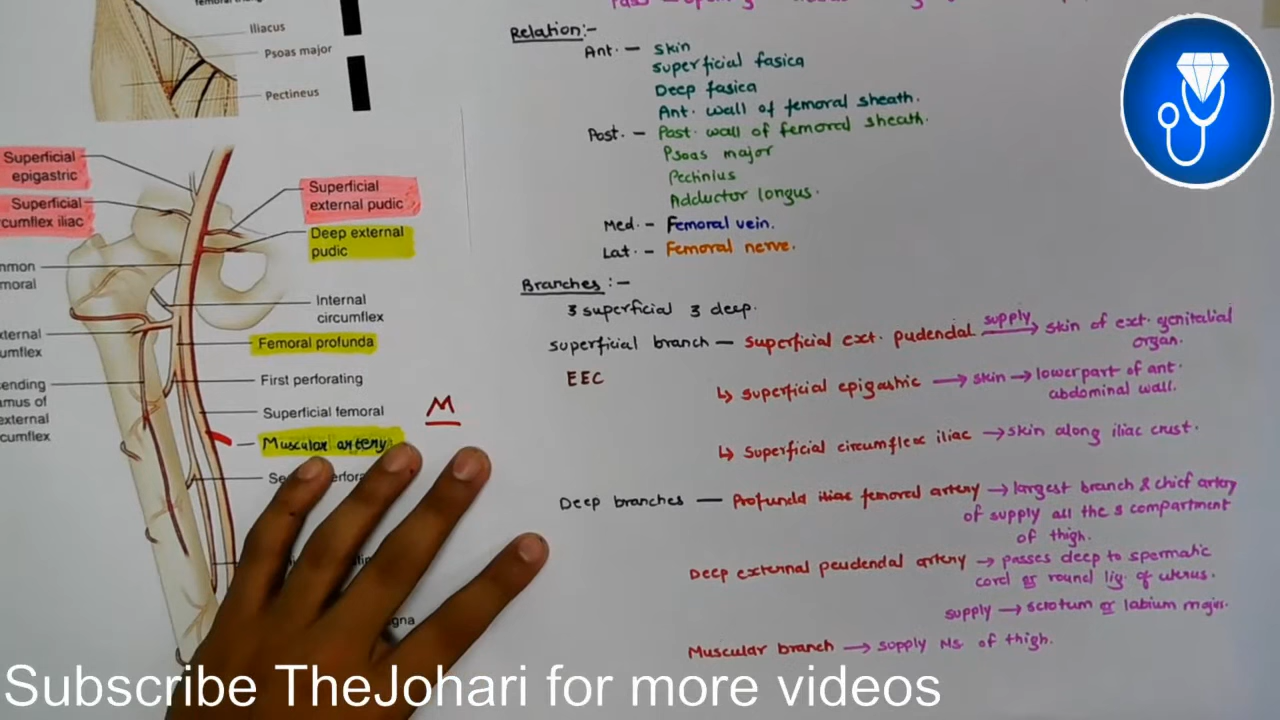 Iliacus
Psoas major
Pectineus
Superficial
epigastric
Superficial
cumflex iliac
Superficial
external pudic
Deep external
pudic
mmon
moral
Internal
circumflex
xternal
umflex
Femoral profunda
First perforating
ending
amus of
external
cumflex
Superficial femoral
M
Muscular artery
Relation:-
Ant. — skin
superficial fasica
Deep fasica
Ant. wall of femoral sheath.
Post. — Post. wall of femoral sheath.
Psoas major
Pectinius
Adductor longus.
Med. — Femoral vein.
Lat. — Femoral nerve.
Branches :—
3 superficial 3 deep.
superficial branch — superficial ext. pudendal supply → skin of ext. genitalial
organ.
EEC
↳ superficial epigastric → skin → lower part of ant.
abdominal wall.
↳ superficial circumflex iliac → skin along iliac crust.
Deep branches — Profunda iliac femoral artery → largest branch & chief artery
of supply all the 3 compartment
of thigh.
Deep external peudendal artery → passes deep to spermatic
cord or round lig. of uterus.
supply → scrotum or labium majus.
Muscular branch → supply Ms. of thigh.
Subscribe TheJohari for more videos